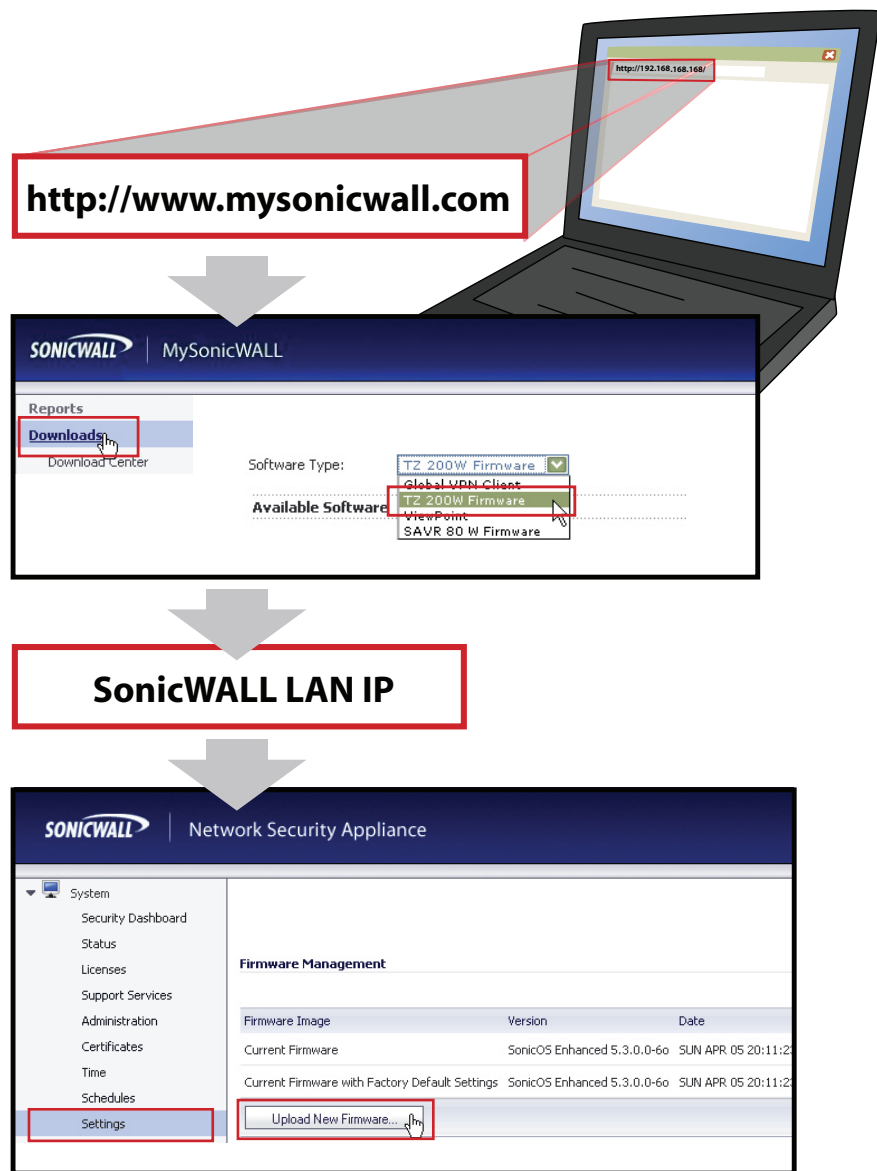 http://192.168.168.168/
http://www.mysonicwall.com
SONICWALL | MySonicWALL
Reports
Downloads
Download Center
Software Type:
TZ 200W Firmware
Global VPN Client
TZ 200W Firmware
ViewPoint
SAVR 80 W Firmware
Available Software
SonicWALL LAN IP
SONICWALL | Network Security Appliance
System
Security Dashboard
Status
Licenses
Support Services
Administration
Certificates
Time
Schedules
Settings
Firmware Management
Firmware Image Version Date
Current Firmware SonicOS Enhanced 5.3.0.0-6o SUN APR 05 20:11:2
Current Firmware with Factory Default Settings SonicOS Enhanced 5.3.0.0-6o SUN APR 05 20:11:2
Upload New Firmware...